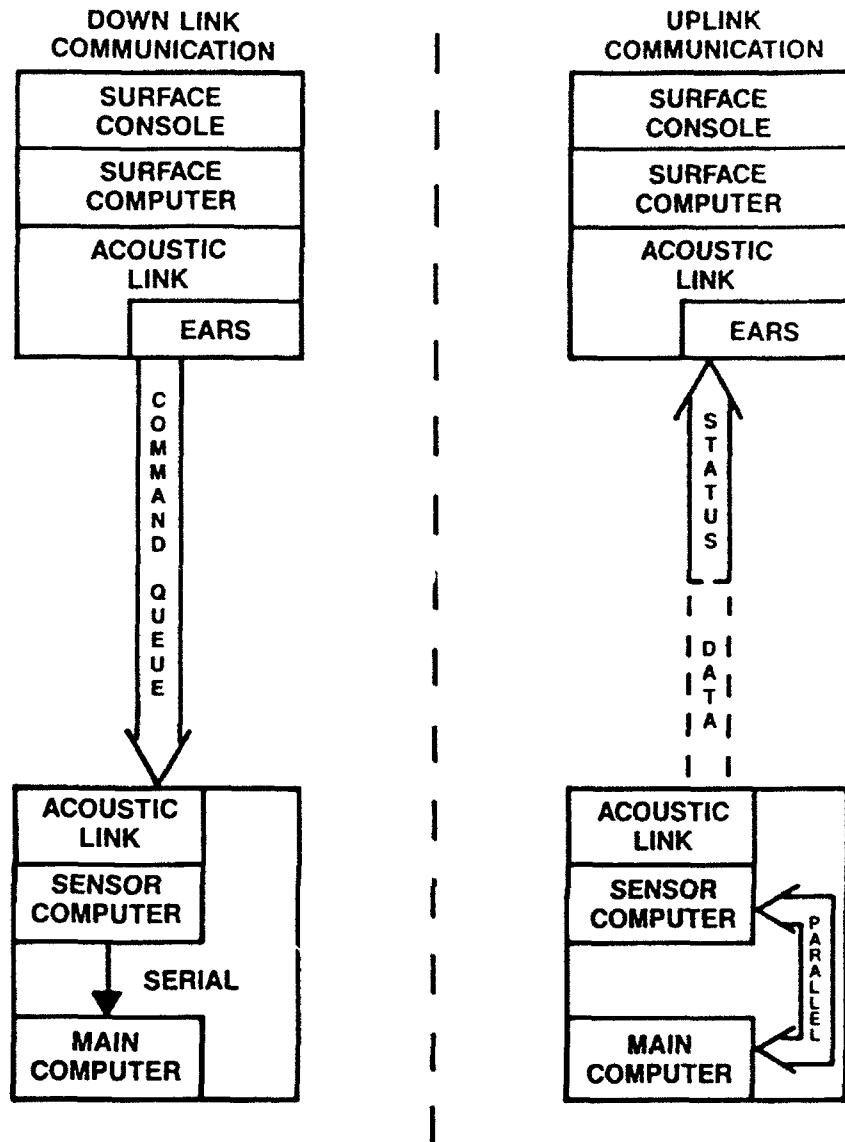 DOWN LINK
COMMUNICATION
SURFACE
CONSOLE
SURFACE
COMPUTER
ACOUSTIC
LINK
EARS
COMMAND QUEUE
ACOUSTIC
LINK
SENSOR
COMPUTER
SERIAL
MAIN
COMPUTER
UPLINK
COMMUNICATION
SURFACE
CONSOLE
SURFACE
COMPUTER
ACOUSTIC
LINK
EARS
STATUS
DATA
ACOUSTIC
LINK
SENSOR
COMPUTER
PARALLEL
MAIN
COMPUTER